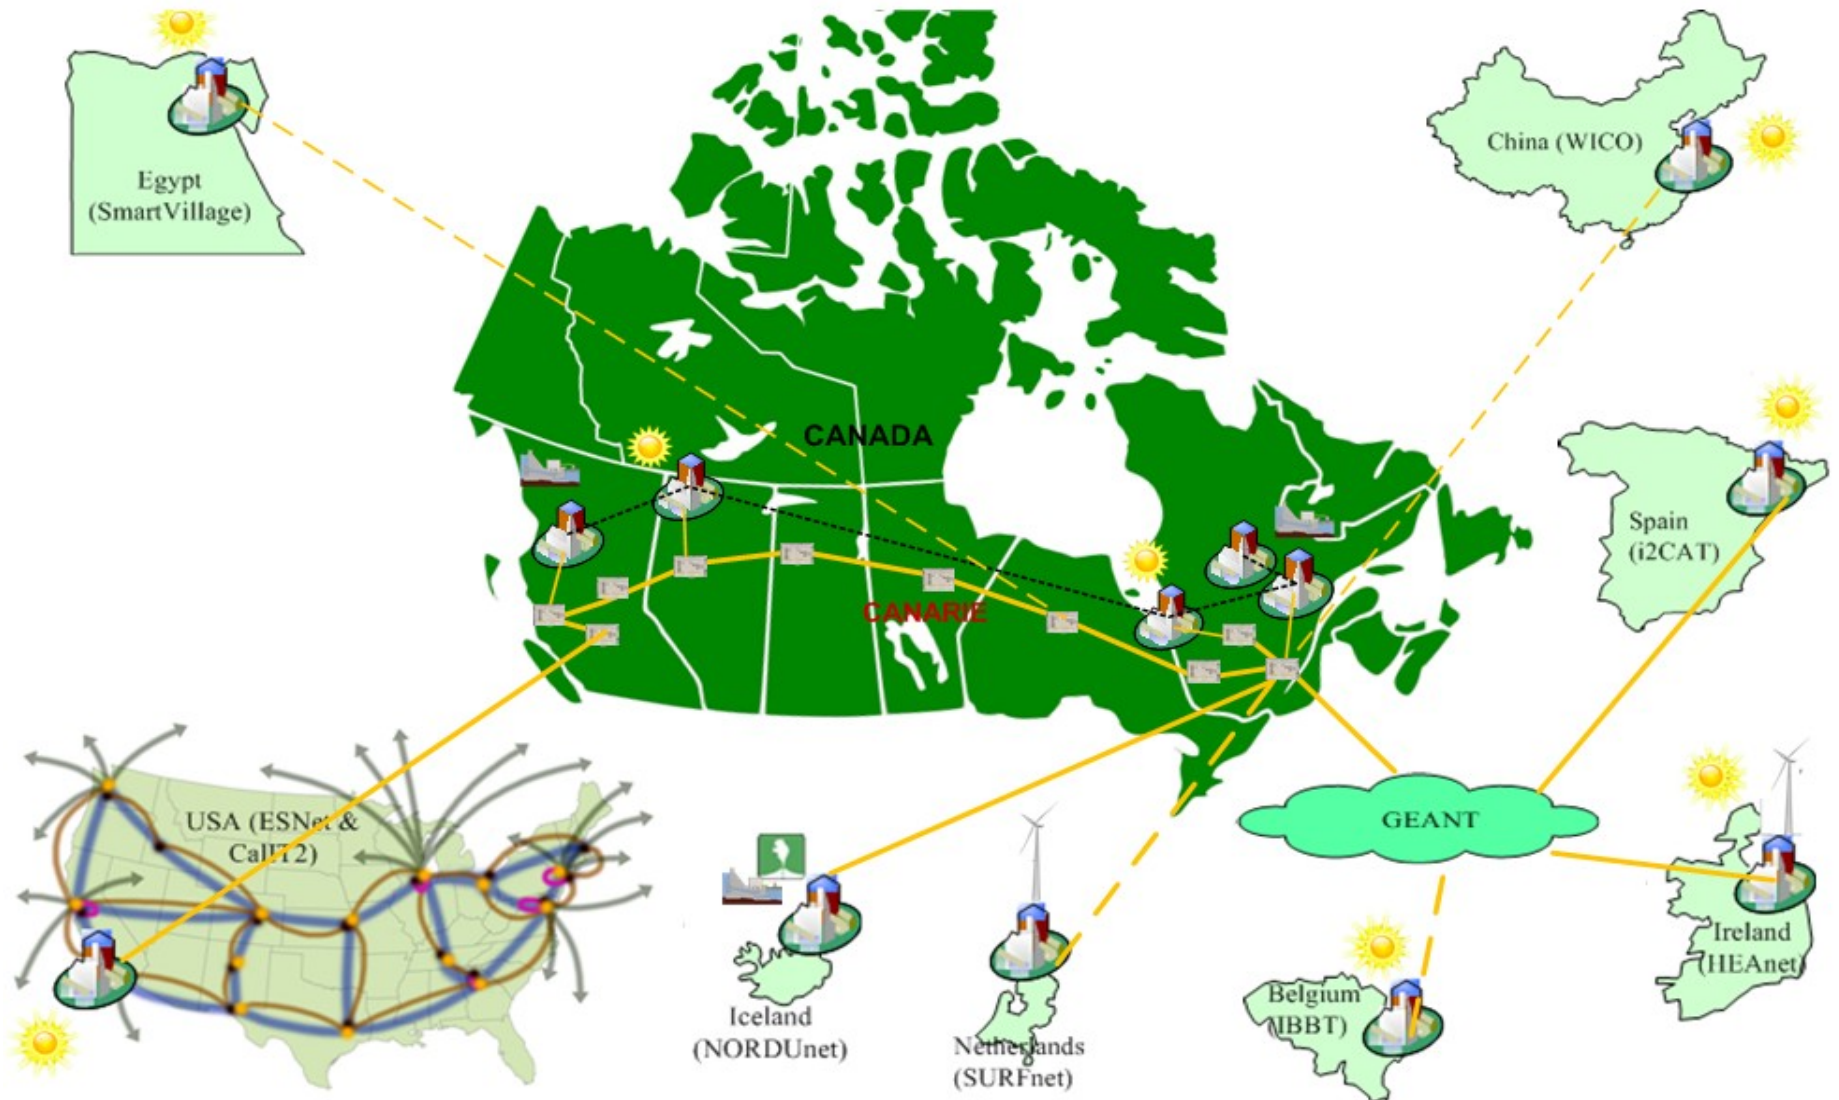 Egypt
(SmartVillage)
China (WICO)
CANADA
Spain
(i2CAT)
CANARIE
USA (ESNet &
CalIT2)
GEANT
Ireland
(HEAnet)
Belgium
(IBBT)
Iceland
(NORDUnet)
Netherlands
(SURFnet)